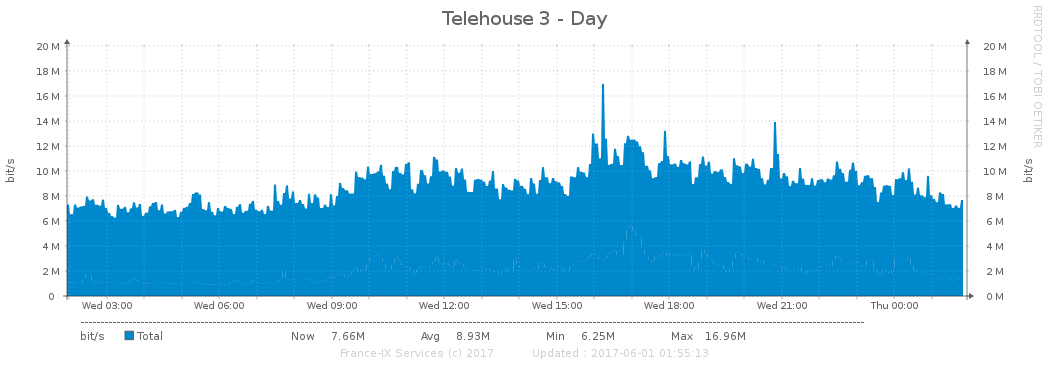 Telehouse 3 - Day
RRDTOOL / TOBI OETIKER
20 M 20 M
18 M 18 M
16 M 16 M
14 M 14 M
12 M 12 M
10 M 10 M
8 M 8 M
6 M 6 M
4 M 4 M
2 M 2 M
0 0 M
bit/s bit/s
Wed 03:00 Wed 06:00 Wed 09:00 Wed 12:00 Wed 15:00 Wed 18:00 Wed 21:00 Thu 00:00
bit/s Total Now 7.66M Avg 8.93M Min 6.25M Max 16.96M
France-IX Services (c) 2017 Updated : 2017-06-01 01:55:13